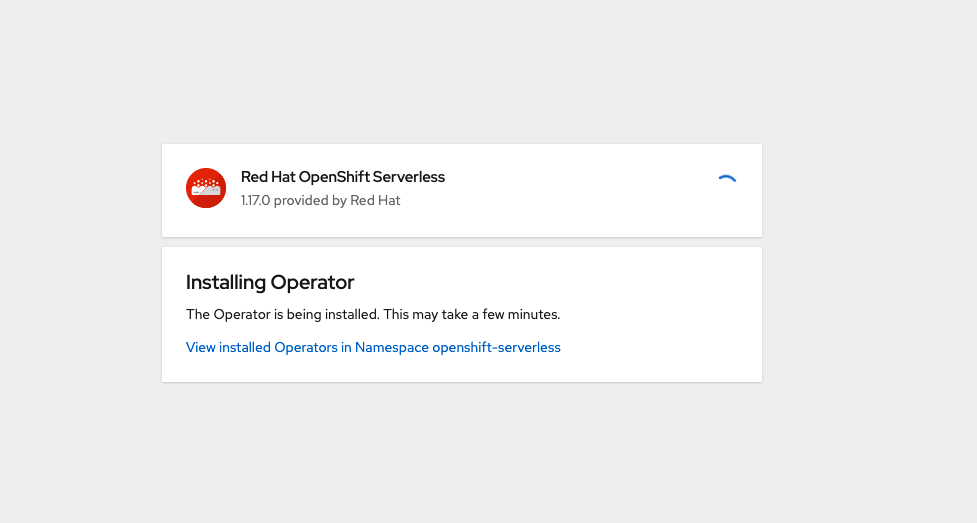 Red Hat OpenShift Serverless
1.17.0 provided by Red Hat
Installing Operator
The Operator is being installed. This may take a few minutes.
View installed Operators in Namespace openshift-serverless